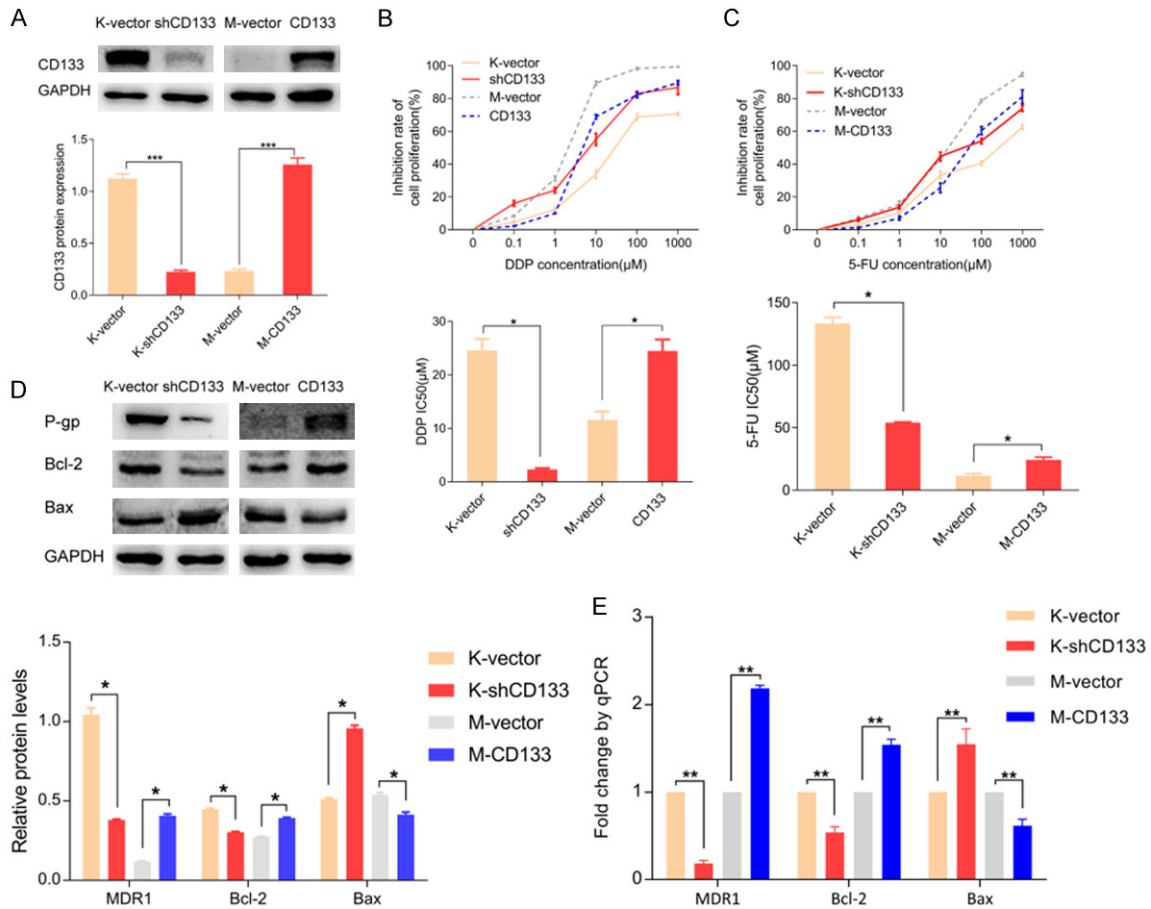 A
K-vector shCD133 M-vector CD133
CD133
GAPDH
CD133 protein expression
1.5
1.0
0.5
0.0
***
***
K-vector
K-shCD133
M-vector
M-CD133
B
K-vector
shCD133
M-vector
CD133
Inhibition rate of
cell proliferation(%)
100
80
60
40
20
0
0 0.1 1 10 100 1000
DDP concentration(μM)
DDP IC50(μM)
30
20
10
0
*
*
K-vector
shCD133
M-vector
CD133
C
K-vector
K-shCD133
M-vector
M-CD133
Inhibition rate of
cell proliferation(%)
100
80
60
40
20
0
0 0.1 1 10 100 1000
5-FU concentration(μM)
5-FU IC50(μM)
150
100
50
0
*
*
K-vector
K-shCD133
M-vector
M-CD133
D
K-vector shCD133 M-vector CD133
P-gp
Bcl-2
Bax
GAPDH
Relative protein levels
1.5
1.0
0.5
0.0
* * * * * *
MDR1 Bcl-2 Bax
K-vector
K-shCD133
M-vector
M-CD133
E
Fold change by qPCR
3
2
1
0
** ** ** ** ** **
MDR1 Bcl-2 Bax
K-vector
K-shCD133
M-vector
M-CD133